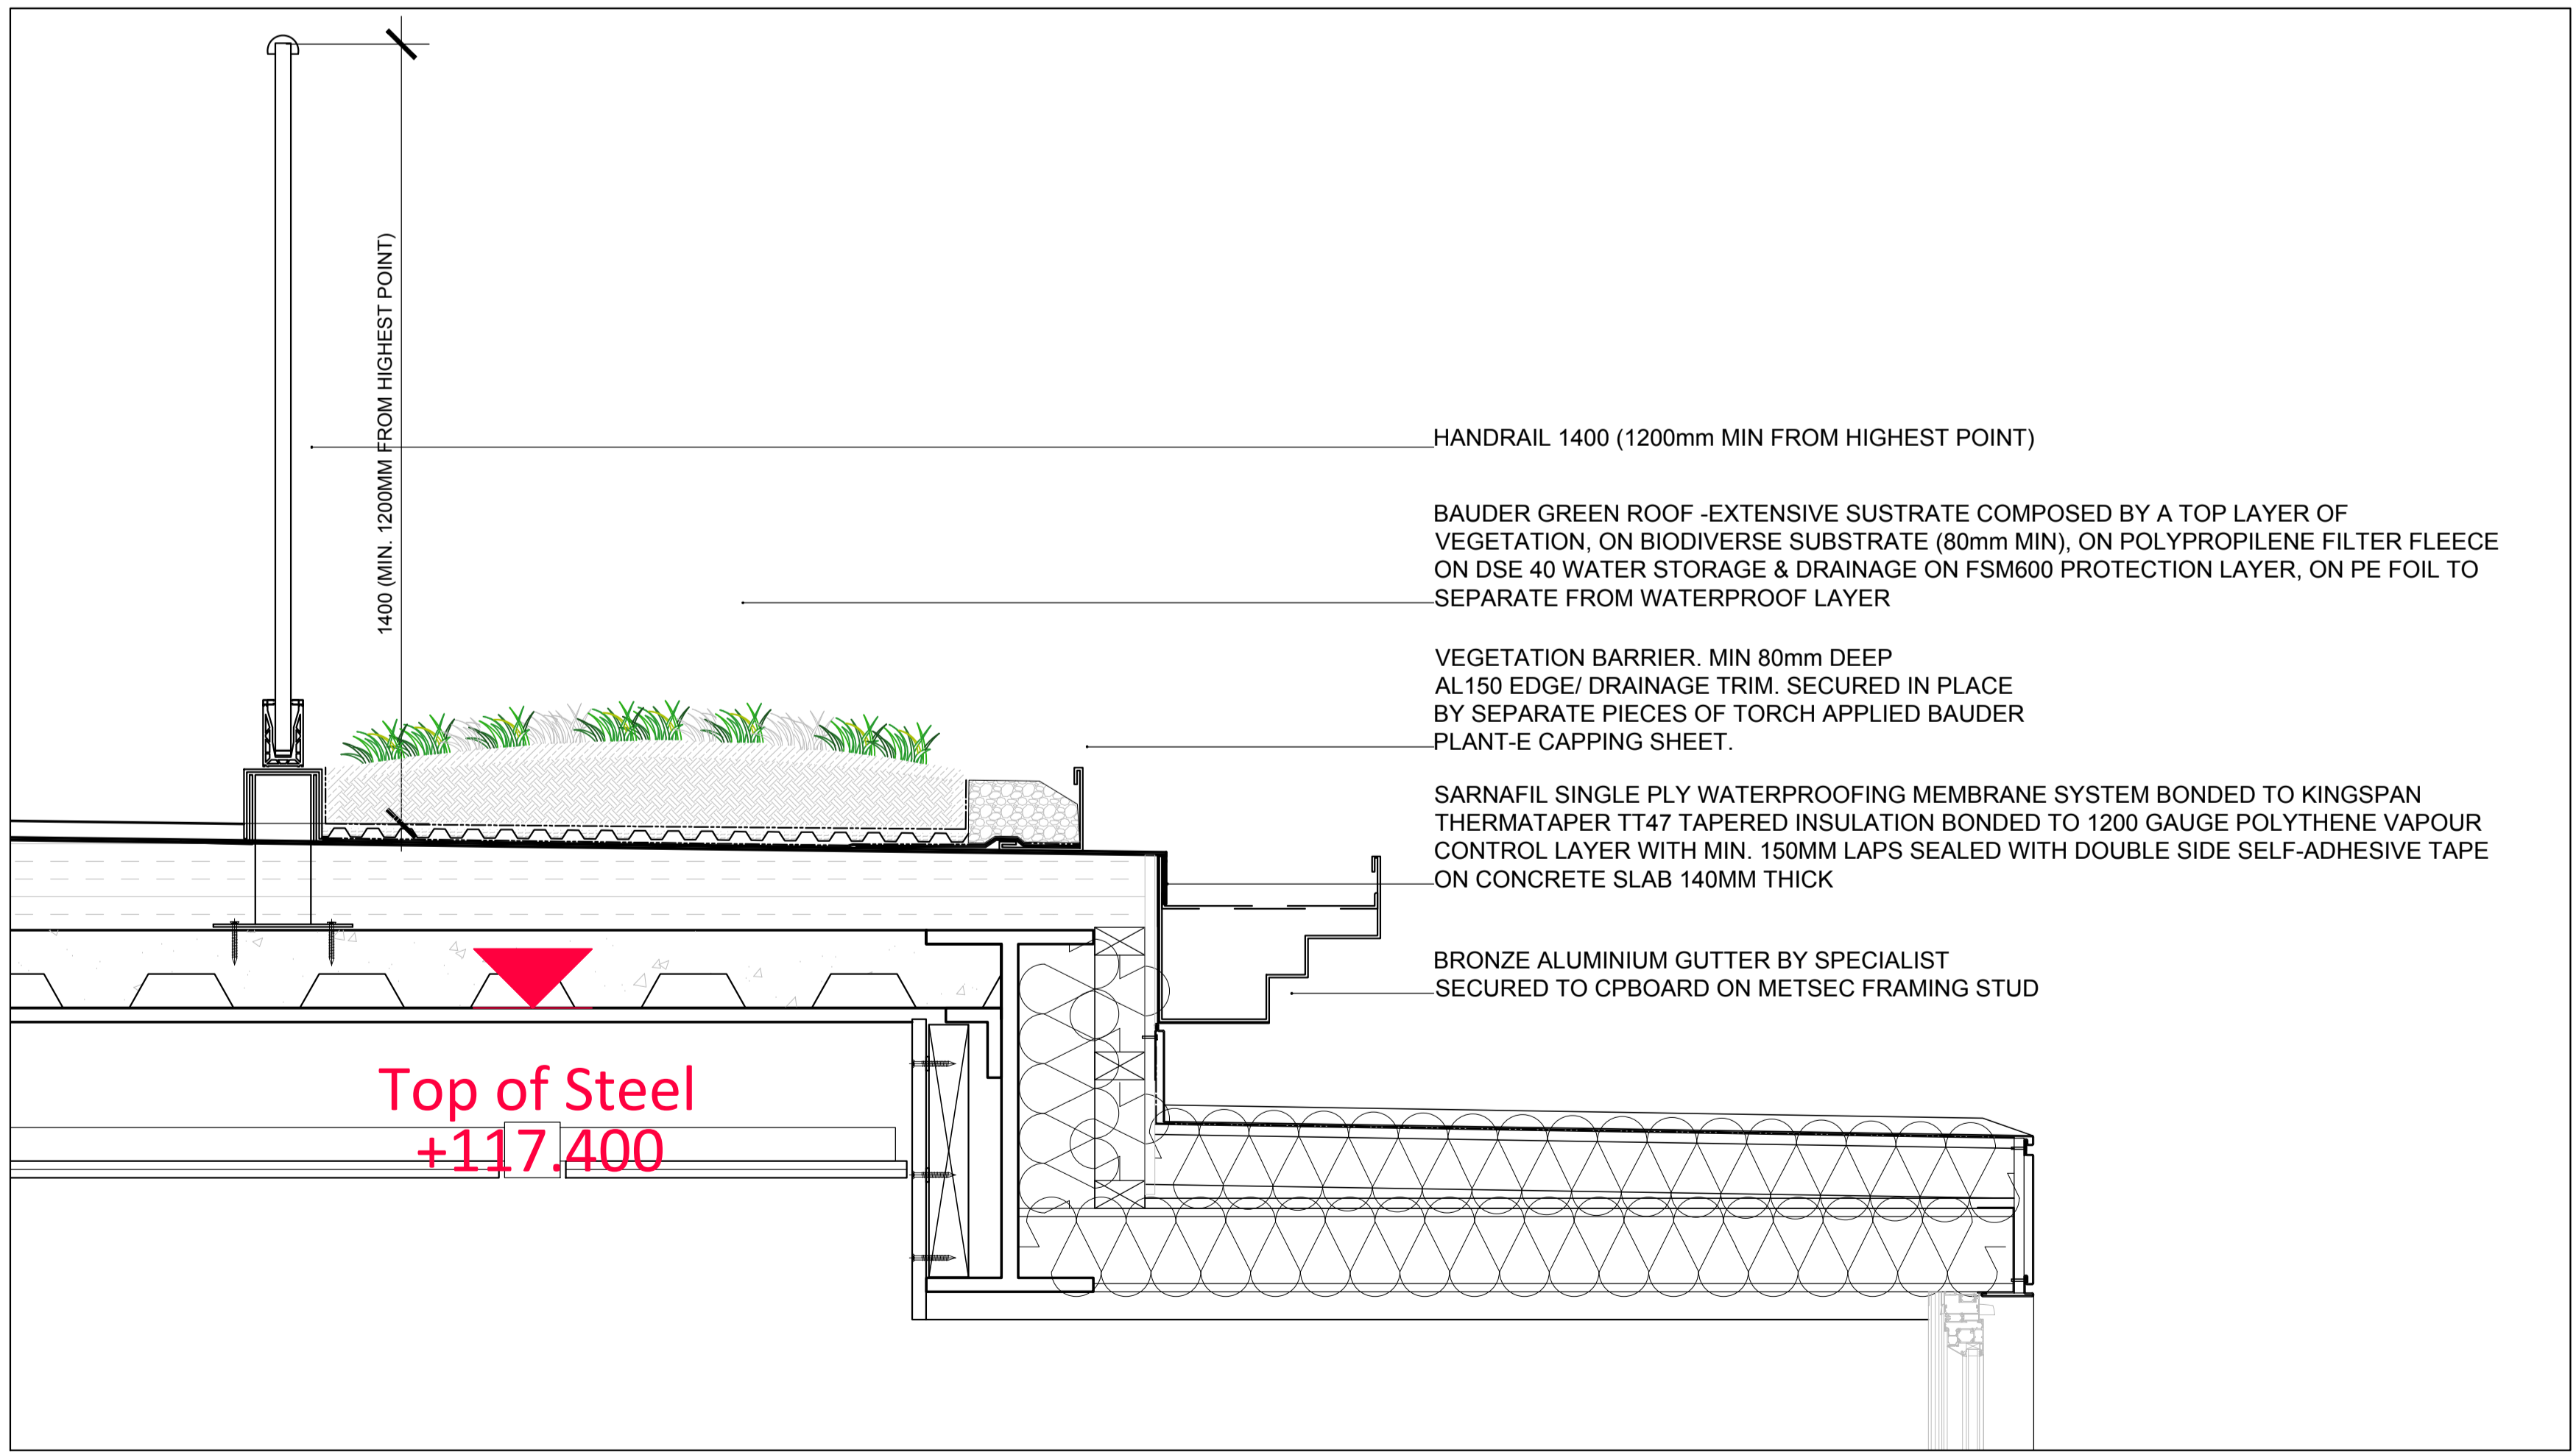 1400 (MIN. 1200MM FROM HIGHEST POINT)
HANDRAIL 1400 (1200mm MIN FROM HIGHEST POINT)
BAUDER GREEN ROOF -EXTENSIVE SUSTRATE COMPOSED BY A TOP LAYER OF
VEGETATION, ON BIODIVERSE SUBSTRATE (80mm MIN), ON POLYPROPILENE FILTER FLEECE
ON DSE 40 WATER STORAGE & DRAINAGE ON FSM600 PROTECTION LAYER, ON PE FOIL TO
SEPARATE FROM WATERPROOF LAYER
VEGETATION BARRIER. MIN 80mm DEEP
AL150 EDGE/ DRAINAGE TRIM. SECURED IN PLACE
BY SEPARATE PIECES OF TORCH APPLIED BAUDER
PLANT-E CAPPING SHEET.
SARNAFIL SINGLE PLY WATERPROOFING MEMBRANE SYSTEM BONDED TO KINGSPAN
THERMATAPER TT47 TAPERED INSULATION BONDED TO 1200 GAUGE POLYTHENE VAPOUR
CONTROL LAYER WITH MIN. 150MM LAPS SEALED WITH DOUBLE SIDE SELF-ADHESIVE TAPE
ON CONCRETE SLAB 140MM THICK
BRONZE ALUMINIUM GUTTER BY SPECIALIST
SECURED TO CPBOARD ON METSEC FRAMING STUD
Top of Steel
+117.400